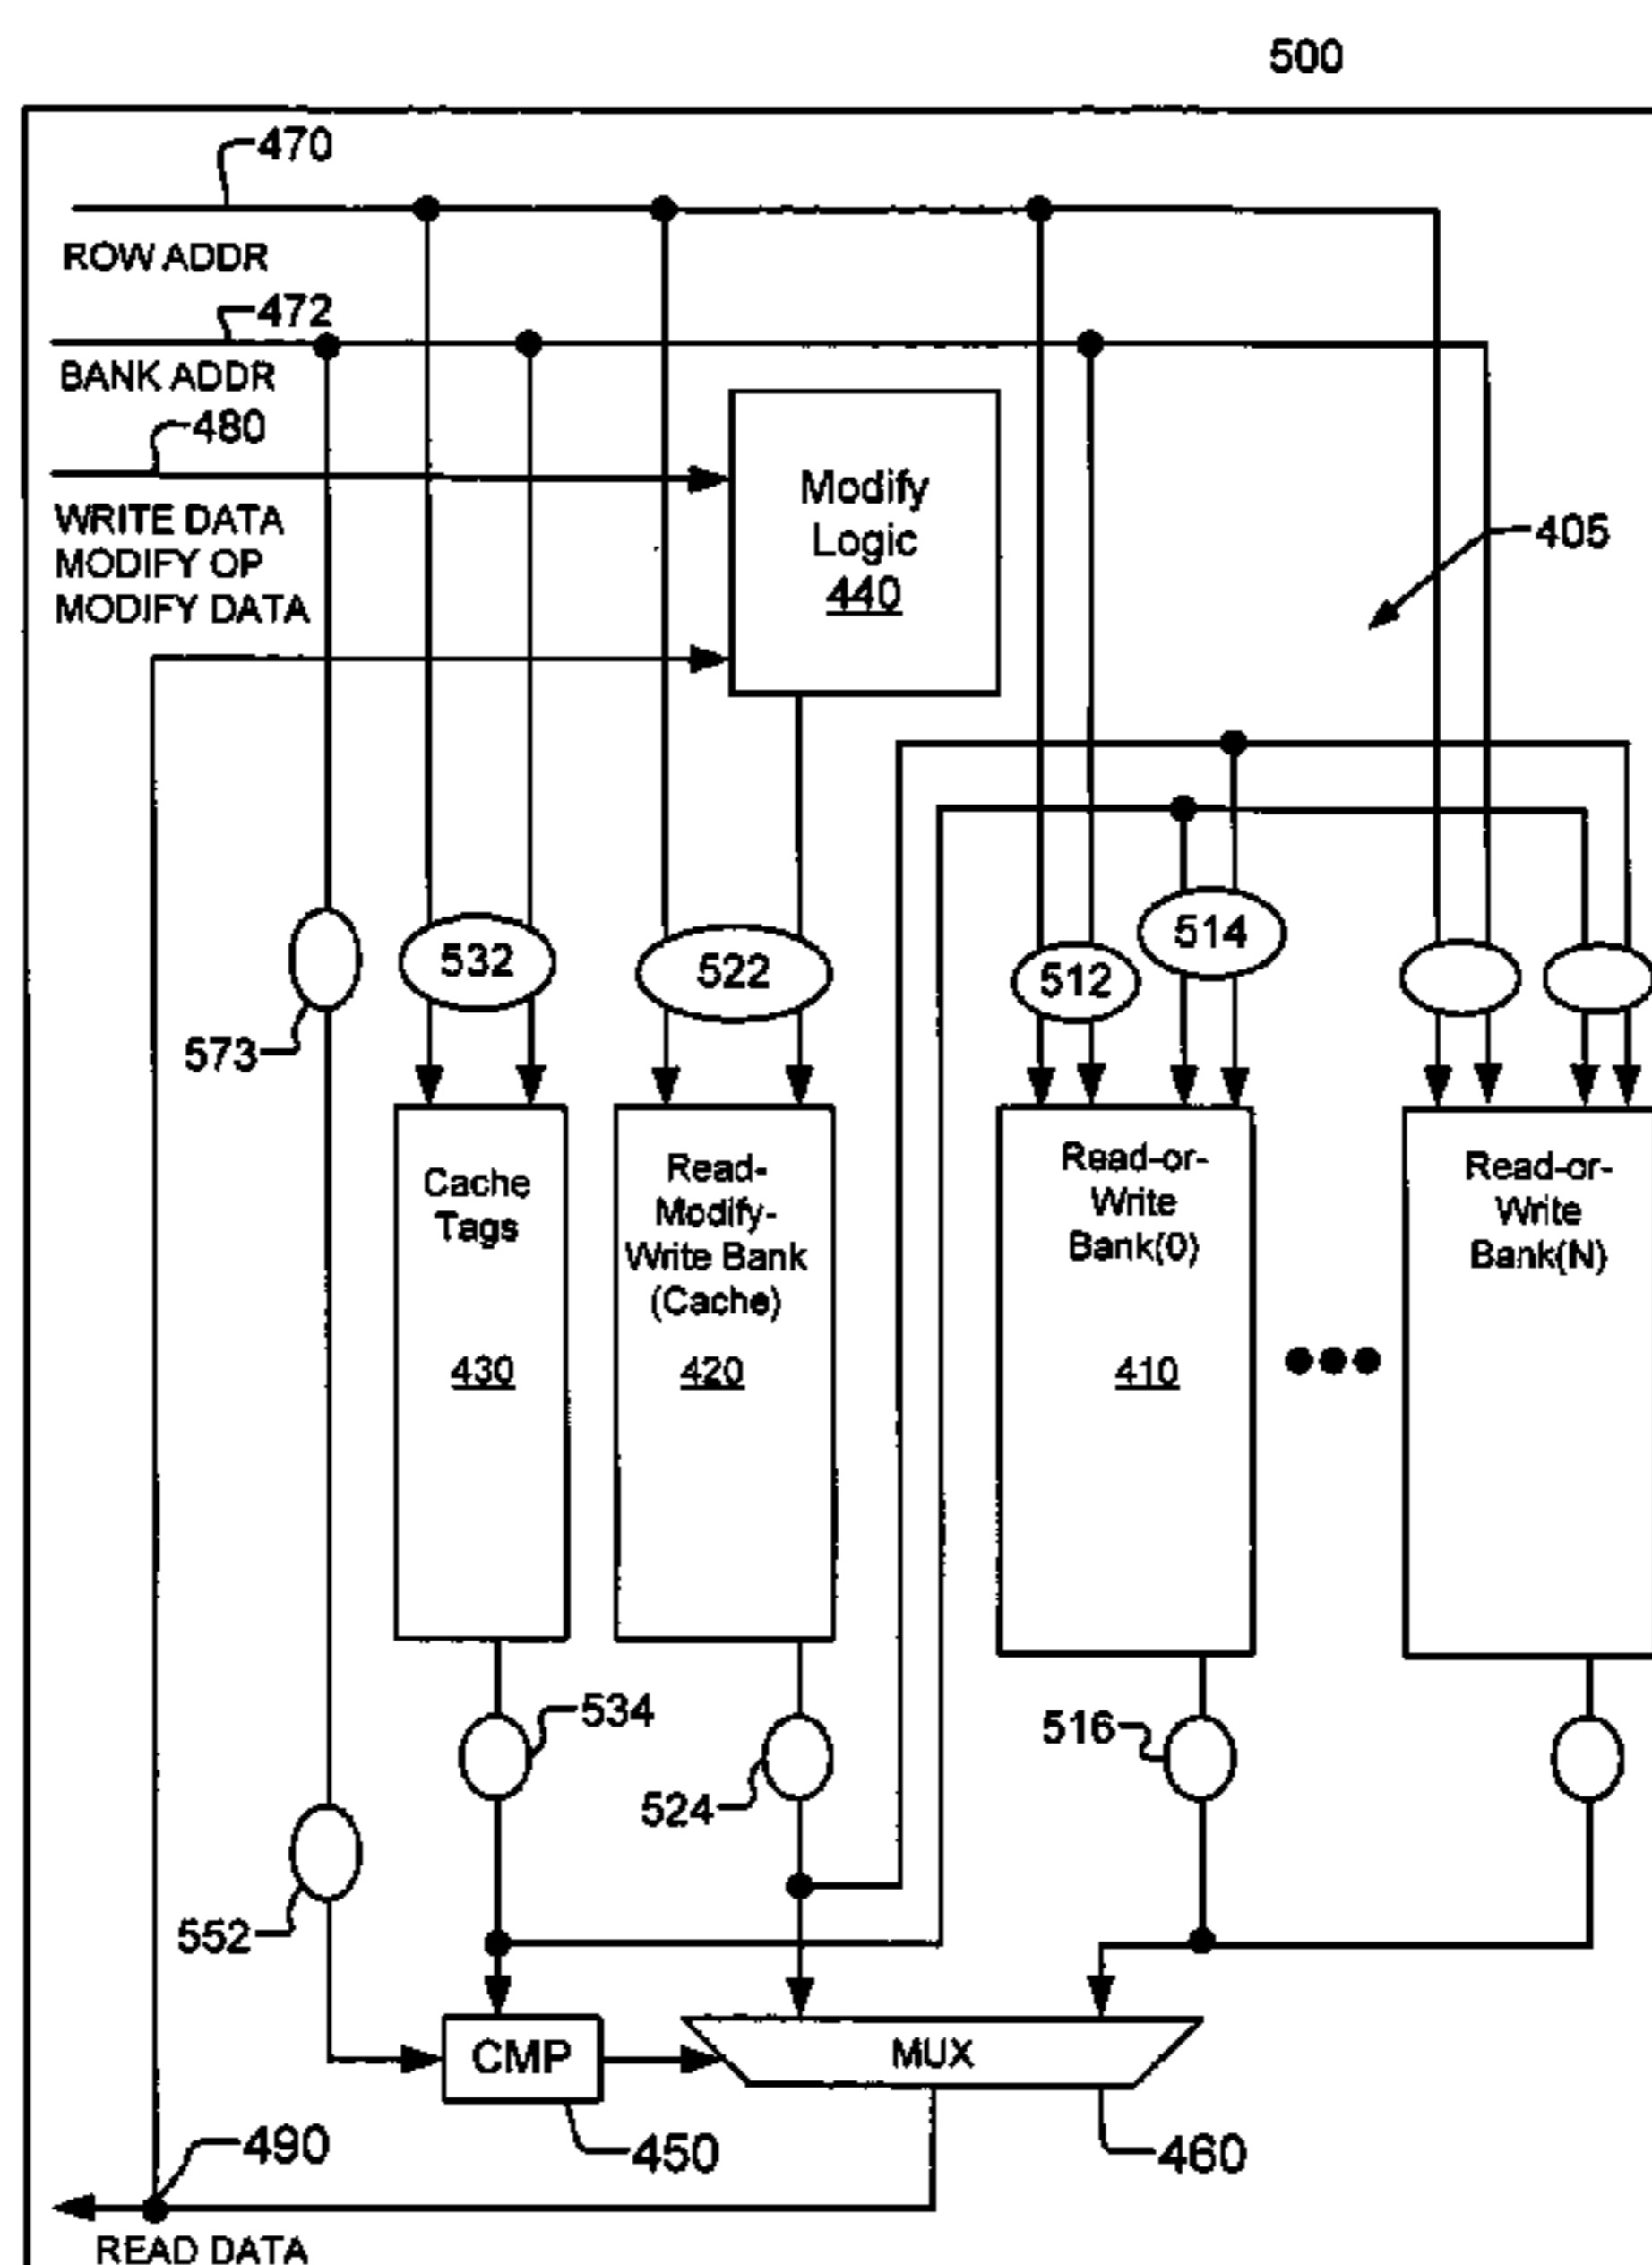 500
470
ROW ADDR
472
BANK ADDR
480
WRITE DATA
MODIFY OP
MODIFY DATA
Modify
Logic
440
405
532
522
512
514
573
Cache
Tags
430
Read-
Modify-
Write Bank
(Cache)
420
Read-or-
Write
Bank(0)
410
Read-or-
Write
Bank(N)
534
524
516
552
CMP
MUX
490
450
460
READ DATA